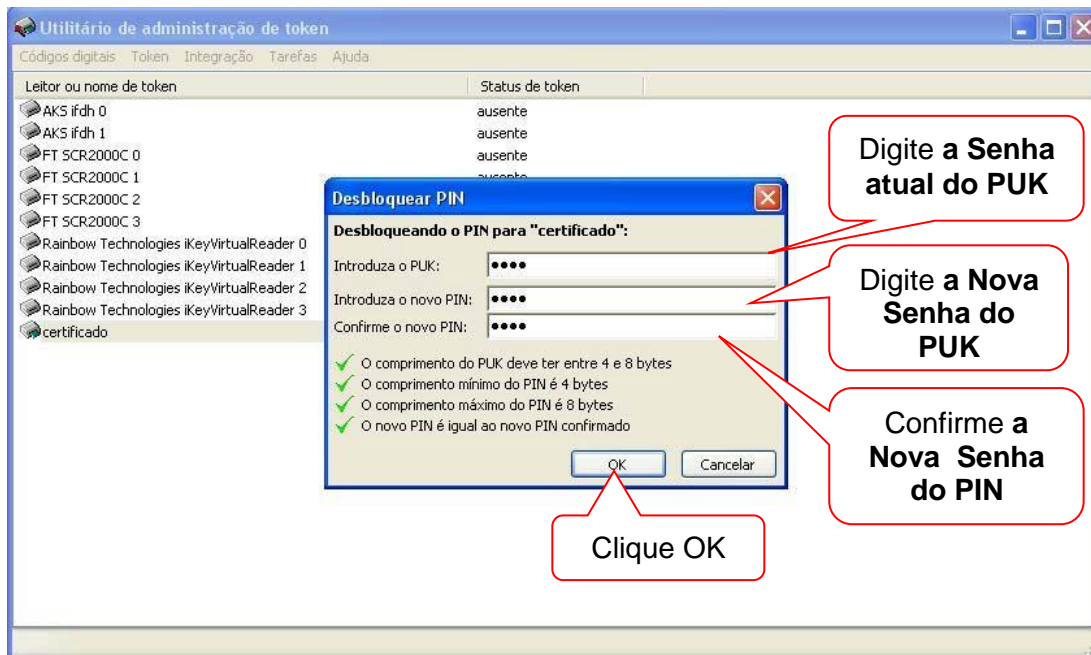 Utilitário de administração de token
Códigos digitais Token Integração Tarefas Ajuda
Leitor ou nome de token Status de token
AKS ifdh 0 ausente
AKS ifdh 1 ausente
FT SCR2000C 0 ausente
FT SCR2000C 1 ausente
FT SCR2000C 2
FT SCR2000C 3
Rainbow Technologies iKeyVirtualReader 0
Rainbow Technologies iKeyVirtualReader 1
Rainbow Technologies iKeyVirtualReader 2
Rainbow Technologies iKeyVirtualReader 3
certificado
Desbloquear PIN
Desbloqueando o PIN para "certificado":
Introduza o PUK: ●●●●
Introduza o novo PIN: ●●●●
Confirme o novo PIN: ●●●●
O comprimento do PUK deve ter entre 4 e 8 bytes
O comprimento mínimo do PIN é 4 bytes
O comprimento máximo do PIN é 8 bytes
O novo PIN é igual ao novo PIN confirmado
OK Cancelar
Digite a Senha
atual do PUK
Digite a Nova
Senha do
PUK
Confirme a
Nova Senha
do PIN
Clique OK